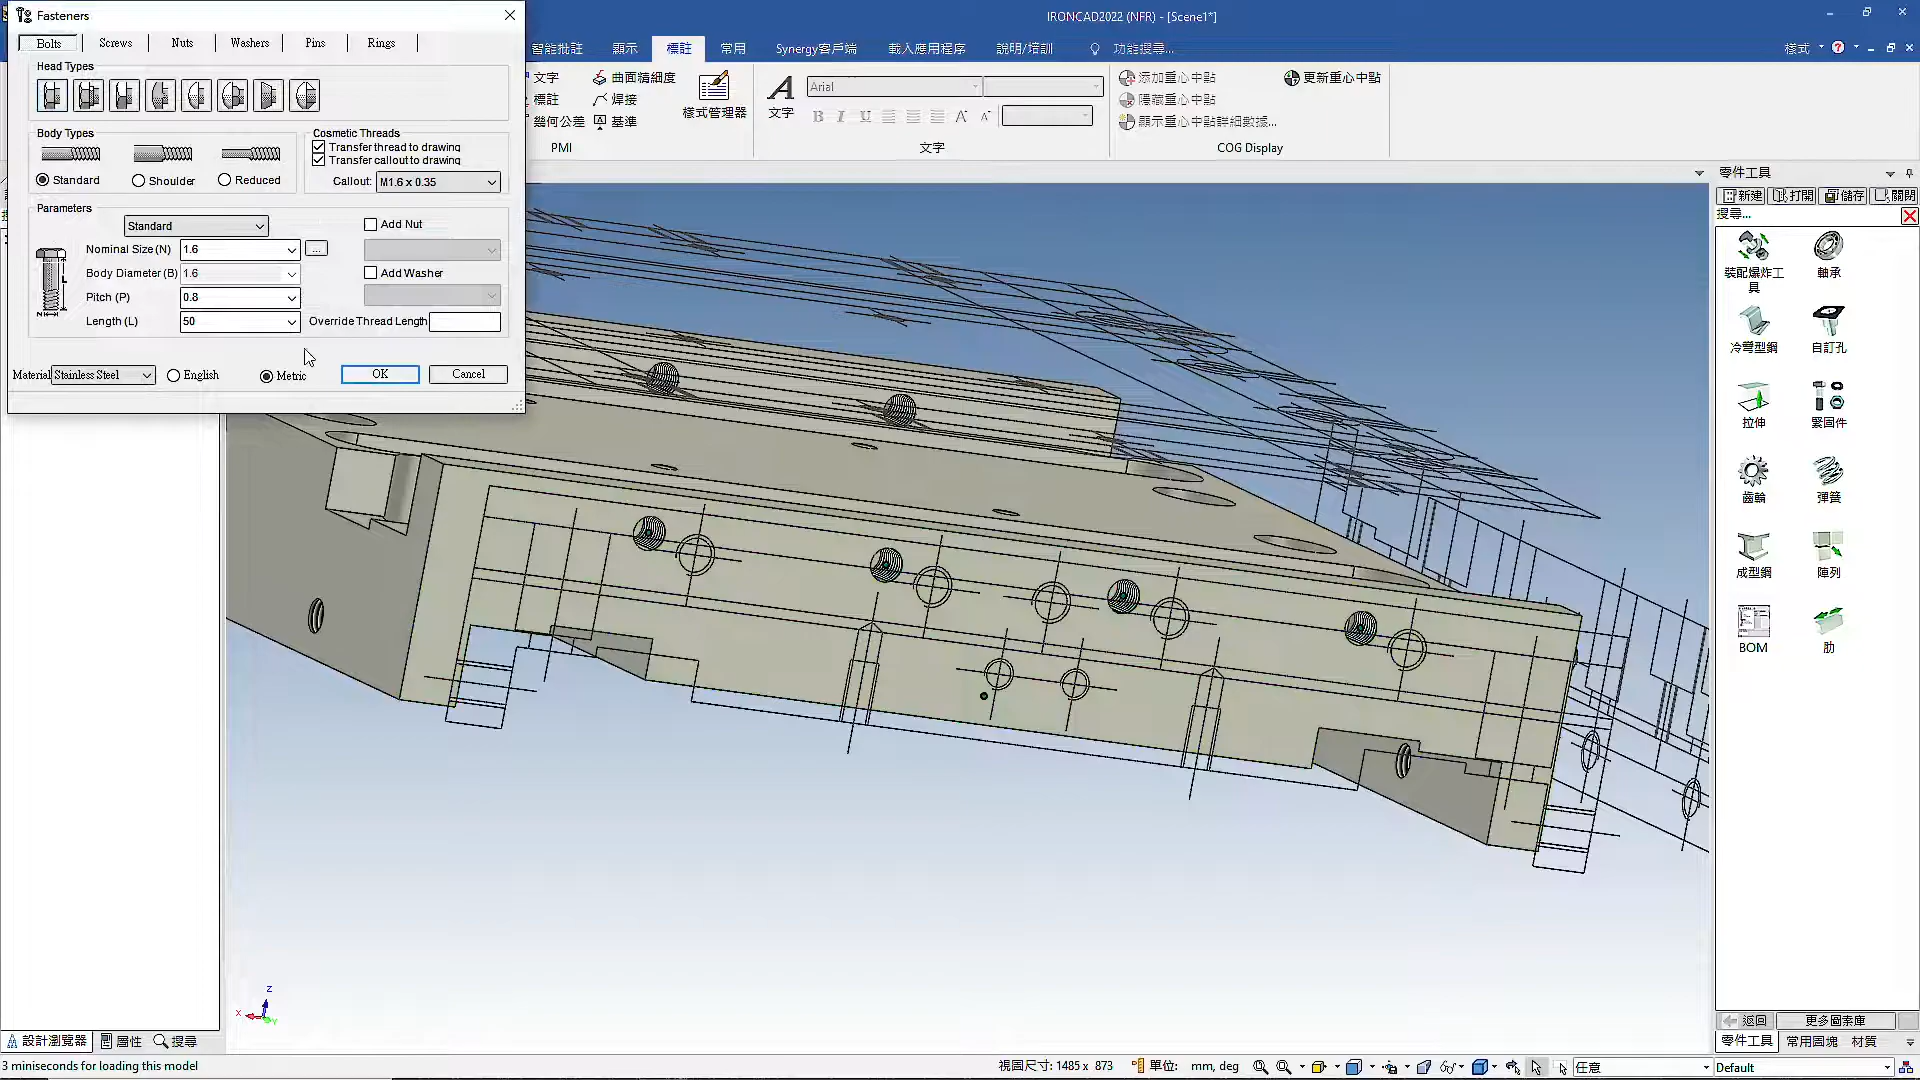 Fasteners
IRONCAD2022 (NFR) - [Scene1*]
Bolts Screws Nuts Washers Pins Rings
智能批註 顯示 標註 常用 Synergy客戶端 載入應用程序 說明/培訓 功能搜尋... 樣式
Head Types
文字 曲面精細度
標註 焊接
幾何公差 基準
樣式管理器
PMI
文字
Arial
B I U A A
文字
添加重心中點 更新重心中點
隱藏重心中點
顯示重心中點詳細數據...
COG Display
Body Types
Standard Shoulder Reduced
Cosmetic Threads
Transfer thread to drawing
Transfer callout to drawing
Callout: M1.6 x 0.35
Parameters
Standard
Add Nut
Nominal Size (N) 1.6 ...
Body Diameter (B) 1.6
Add Washer
Pitch (P) 0.8
Length (L) 50
Override Thread Length
Material Stainless Steel English Metric OK Cancel
零件工具
新建 打開 儲存 關閉
搜尋...
裝配爆炸工具 軸承
冷彎型鋼 自訂孔
拉伸 緊固件
齒輪 彈簧
成型鋼 陣列
BOM 肋
返回 更多圖素庫
零件工具 常用圖塊 材質
Z
X
Y
設計瀏覽器 屬性 搜尋
3 miniseconds for loading this model
視圖尺寸: 1485 x 873 單位: mm, deg 任意 Default